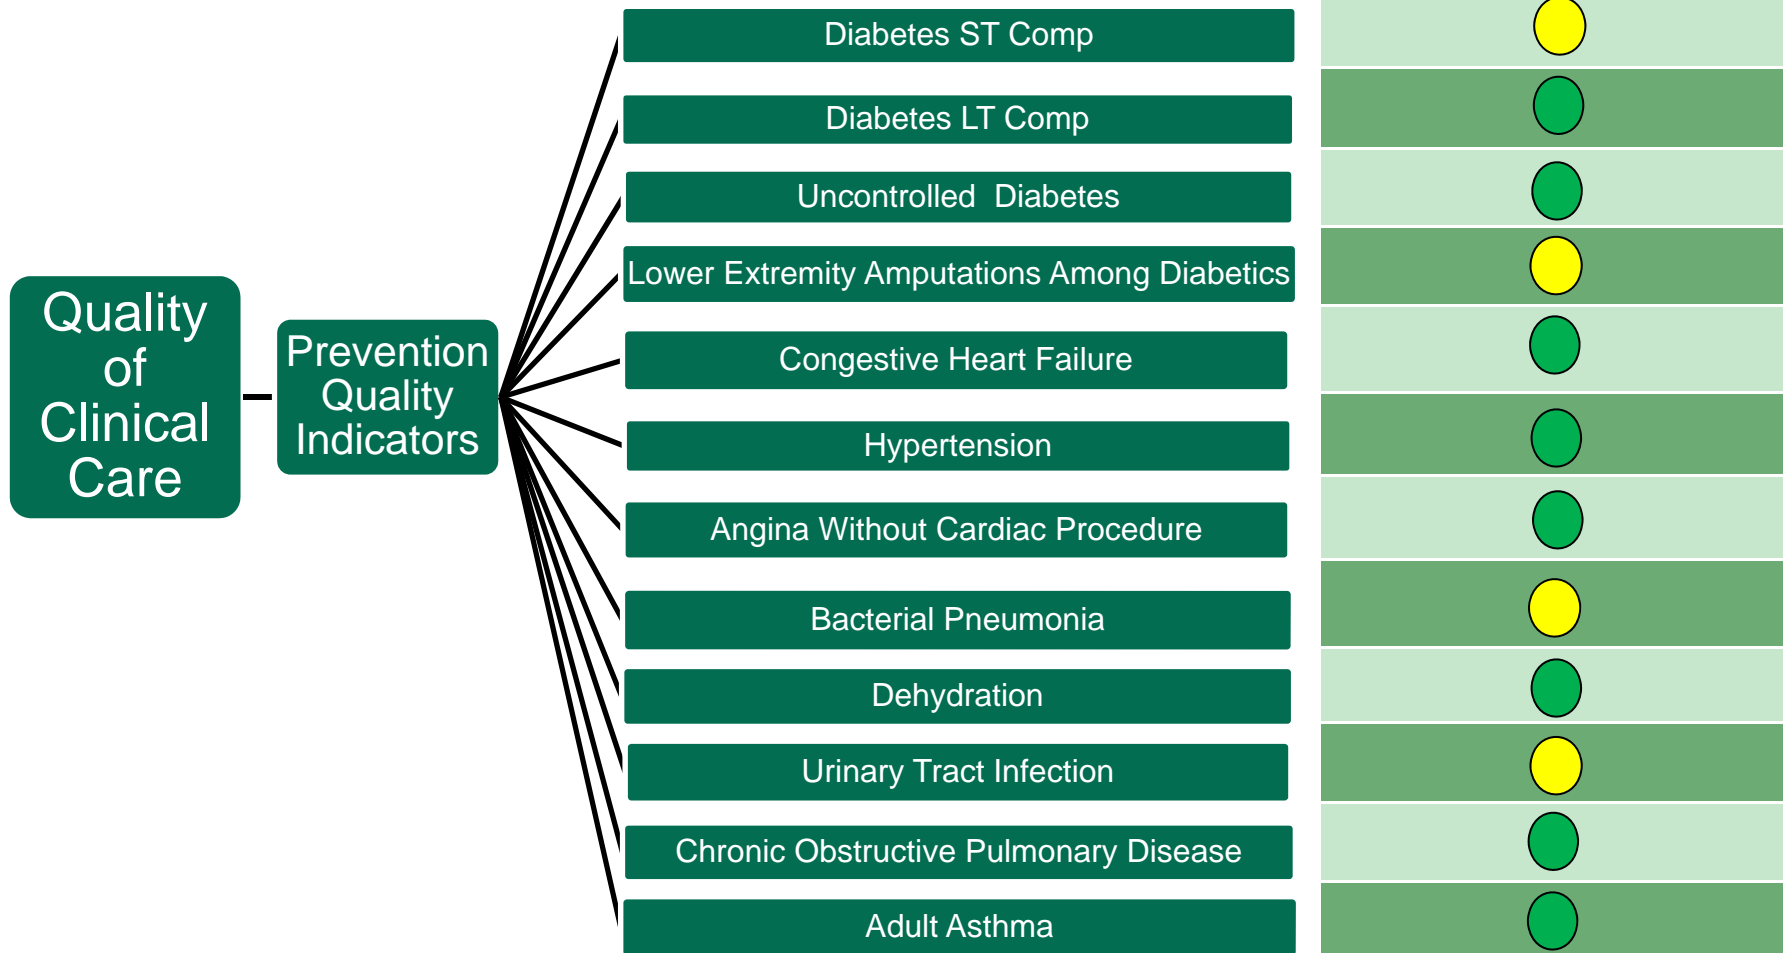 Quality
of
Clinical
Care
Prevention
Quality
Indicators
Diabetes ST Comp
Diabetes LT Comp
Uncontrolled  Diabetes
Lower Extremity Amputations Among Diabetics
Congestive Heart Failure
Hypertension
Angina Without Cardiac Procedure
Bacterial Pneumonia
Dehydration
Urinary Tract Infection
Chronic Obstructive Pulmonary Disease
Adult Asthma